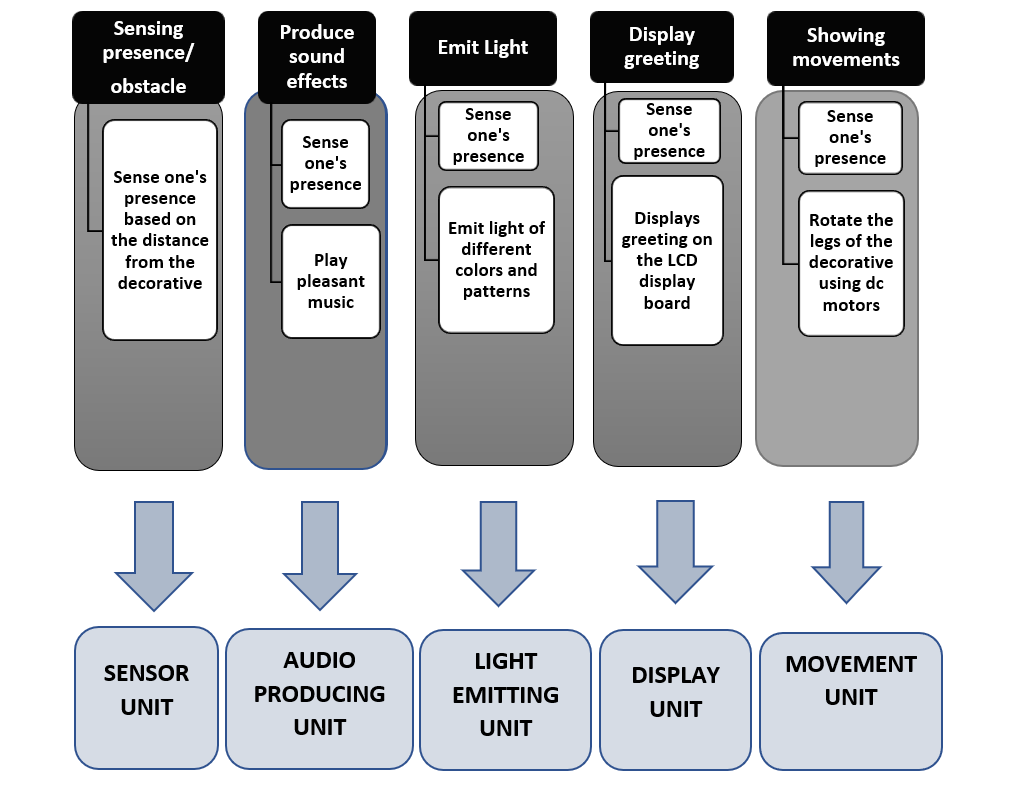 Sensing
presence/
obstacle
Sense one's
presence
based on
the distance
from the
decorative
Produce
sound
effects
Sense
one's
presence
Play
pleasant
music
Emit Light
Sense
one's
presence
Emit light of
different
colors and
patterns
Display
greeting
Sense
one's
presence
Displays
greeting on
the LCD
display
board
Showing
movements
Sense
one's
presence
Rotate the
legs of the
decorative
using dc
motors
SENSOR
UNIT
AUDIO
PRODUCING
UNIT
LIGHT
EMITTING
UNIT
DISPLAY
UNIT
MOVEMENT
UNIT